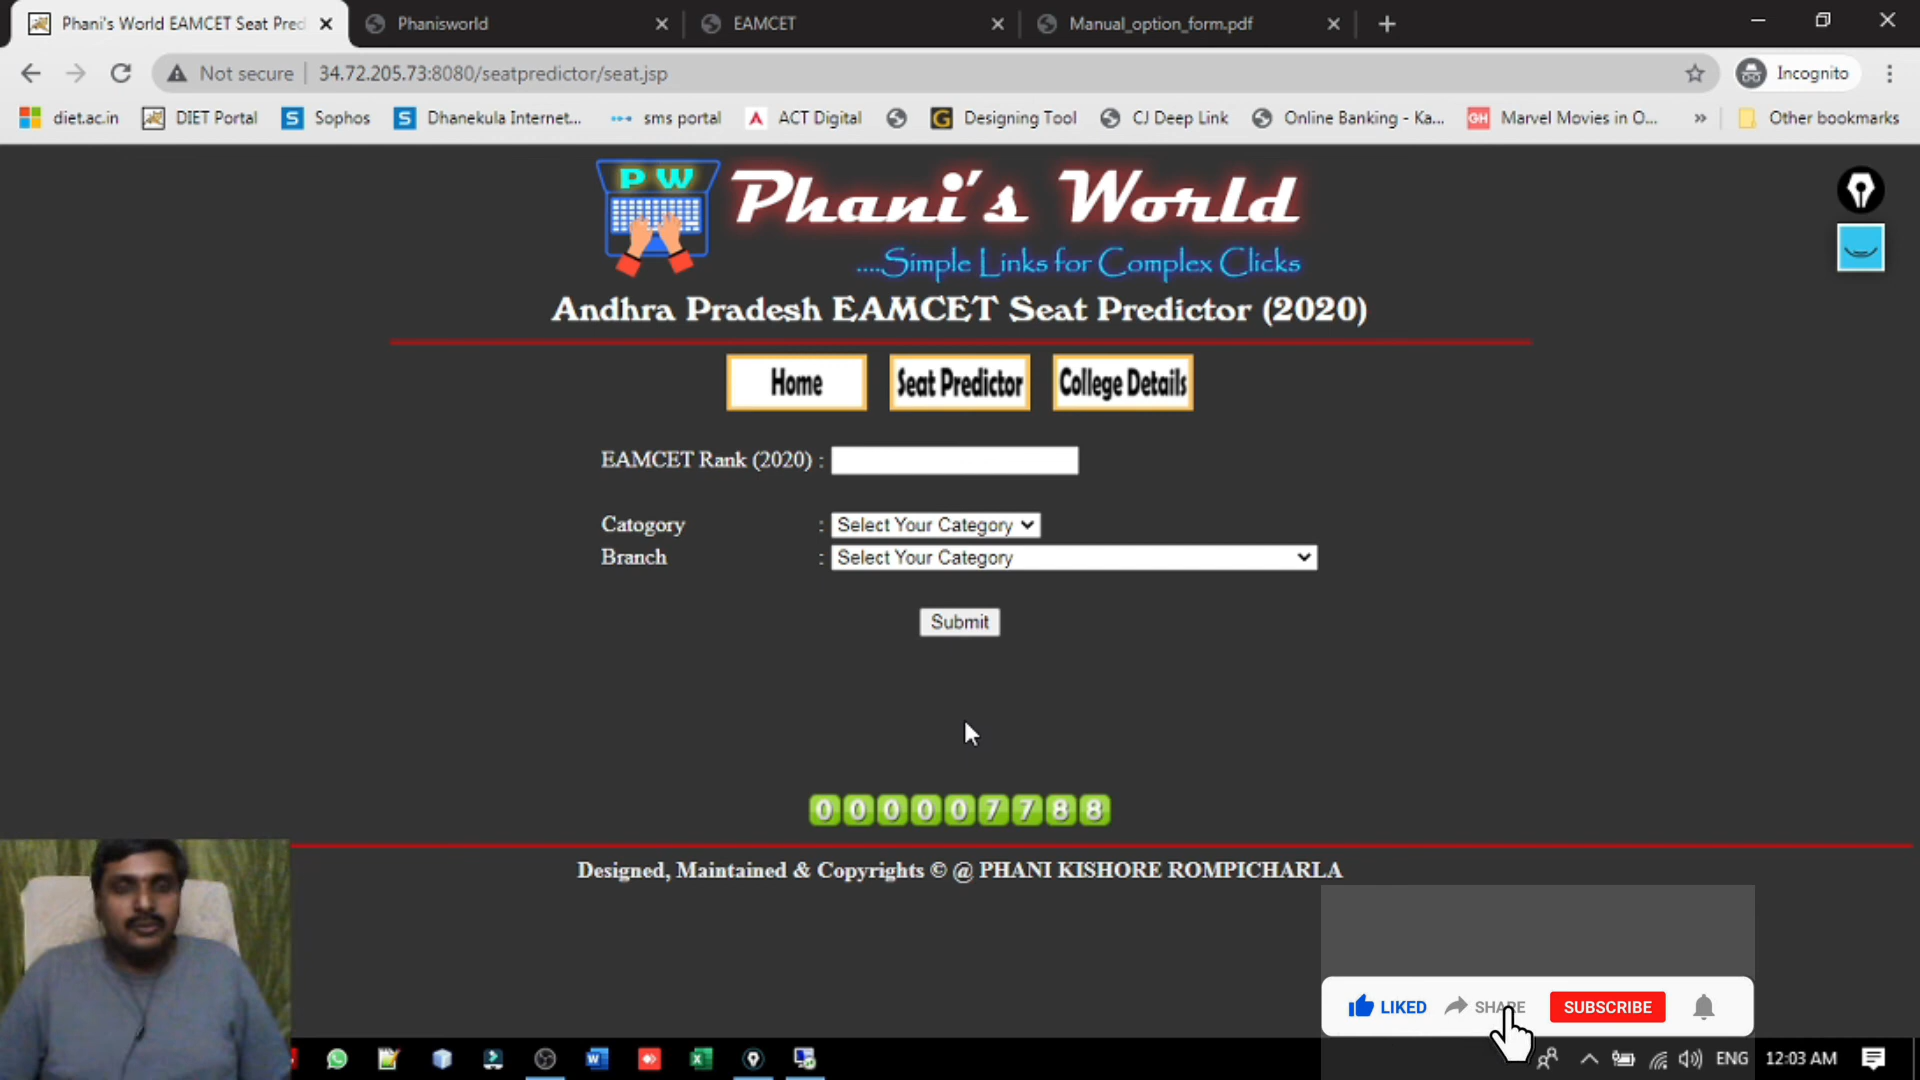 Phani's World EAMCET Seat Pred
Phanisworld
EAMCET
Manual_option_form.pdf
Not secure
34.72.205.73:8080/seatpredictor/seat.jsp
Incognito
diet.ac.in
DIET Portal
S
Sophos
S
Dhanekula Internet...
sms portal
A
ACT Digital
G
Designing Tool
CJ Deep Link
Online Banking - Ka...
GH
Marvel Movies in O...
»
Other bookmarks
P W
Phani's World
....Simple Links for Complex Clicks
Andhra Pradesh EAMCET Seat Predictor (2020)
Home
Seat Predictor
College Details
EAMCET Rank (2020) :
Catogory : Select Your Category
Branch : Select Your Category
Submit
000007788
Designed, Maintained & Copyrights © @ PHANI KISHORE ROMPICHARLA
LIKED
SHARE
SUBSCRIBE
ENG
12:03 AM